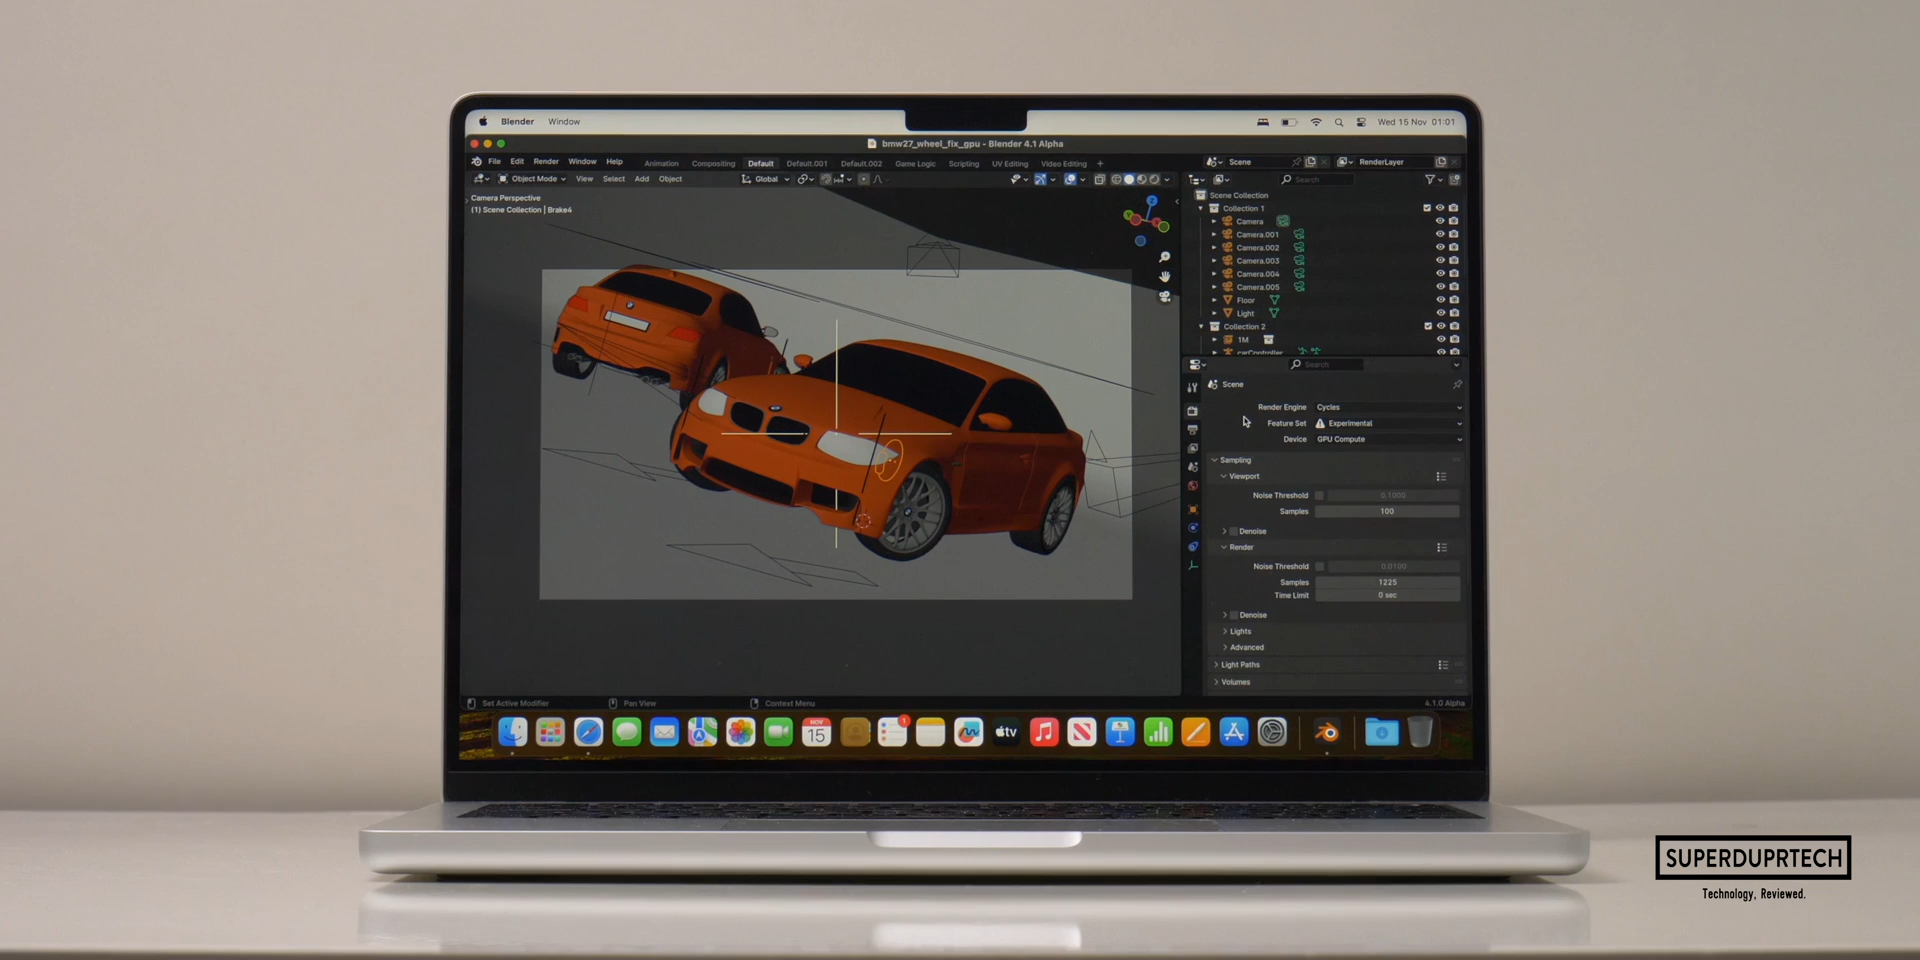 Blender Window
Wed 15 Nov 01:01
bmw27_wheel_fix_gpu - Blender 4.1 Alpha
File Edit Render Window Help
Animation Compositing Default Default.001 Default.002 Game Logic Scripting UV Editing Video Editing +
Scene
RenderLayer
Object Mode View Select Add Object
Global
Search
Camera Perspective
(1) Scene Collection | Brake4
Scene Collection
Collection 1
Camera
Camera.001
Camera.002
Camera.003
Camera.004
Camera.005
Floor
Light
Collection 2
1M
carController
Search
Scene
Render Engine Cycles
Feature Set Experimental
Device GPU Compute
Sampling
Viewport
Noise Threshold 0.1000
Samples 100
Denoise
Render
Noise Threshold 0.0100
Samples 1225
Time Limit 0 sec
Denoise
Lights
Advanced
Light Paths
Volumes
Set Active Modifier Pan View Context Menu
4.1.0 Alpha
NOV
15
1
tv
SUPERDUPRTECH
Technology, Reviewed.